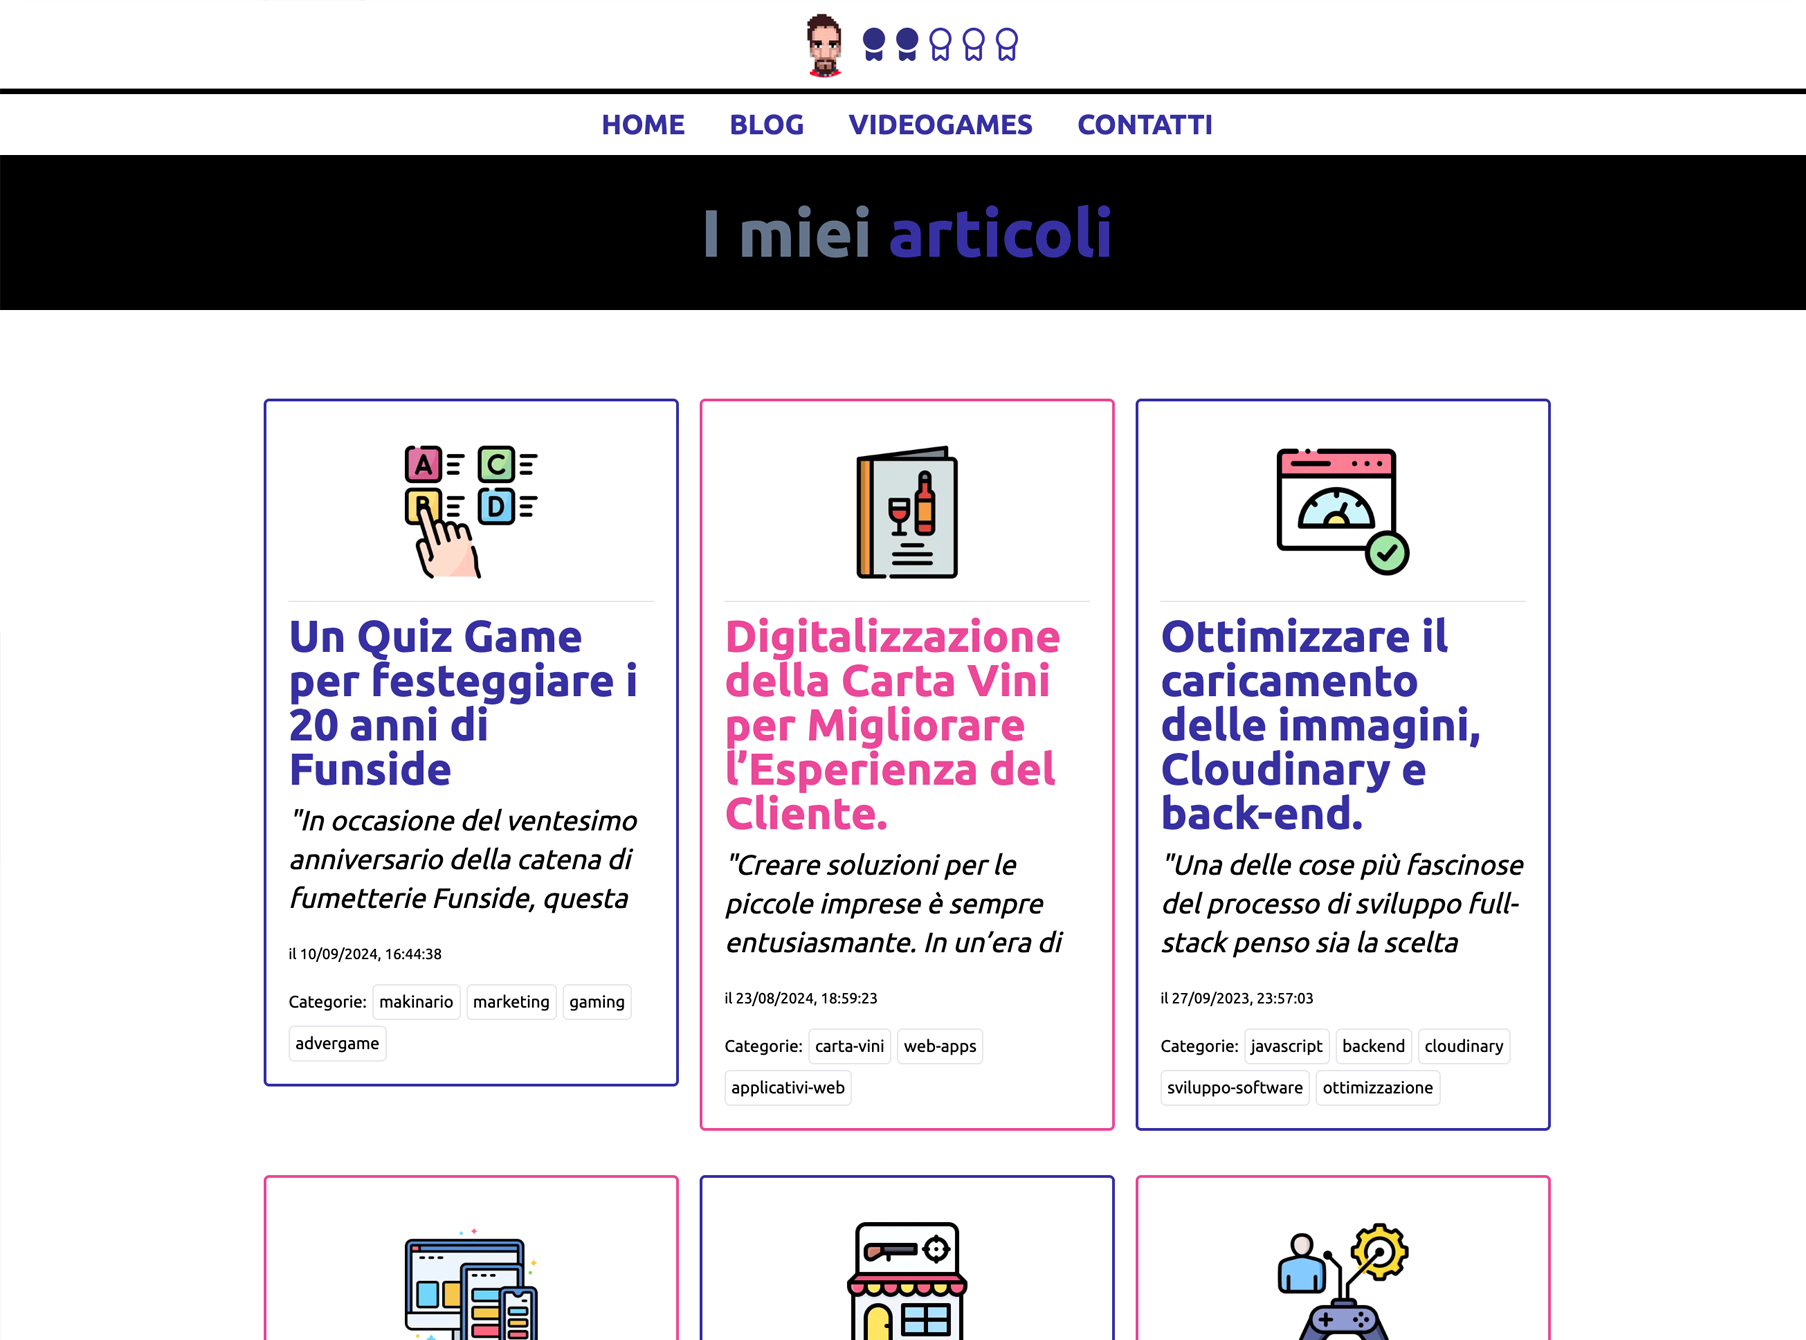 HOME BLOG VIDEOGAMES CONTATTI
I miei articoli
A C
B D
Un Quiz Game
per festeggiare i
20 anni di
Funside
"In occasione del ventesimo
anniversario della catena di
fumetterie Funside, questa
il 10/09/2024, 16:44:38
Categorie: makinario marketing gaming
advergame
Digitalizzazione
della Carta Vini
per Migliorare
l’Esperienza del
Cliente.
"Creare soluzioni per le
piccole imprese è sempre
entusiasmante. In un’era di
il 23/08/2024, 18:59:23
Categorie: carta-vini web-apps
applicativi-web
Ottimizzare il
caricamento
delle immagini,
Cloudinary e
back-end.
"Una delle cose più fascinose
del processo di sviluppo full-
stack penso sia la scelta
il 27/09/2023, 23:57:03
Categorie: javascript backend cloudinary
sviluppo-software ottimizzazione